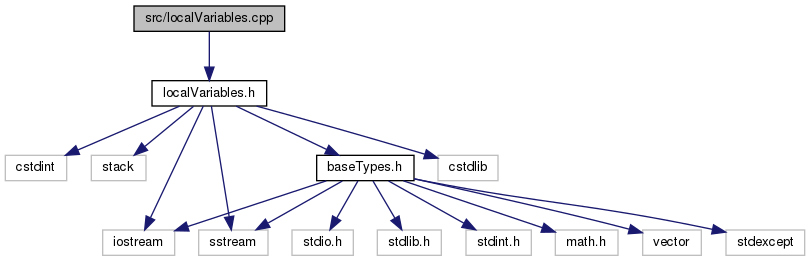 src/localVariables.cpp
localVariables.h
cstdint
stack
baseTypes.h
cstdlib
iostream
sstream
stdio.h
stdlib.h
stdint.h
math.h
vector
stdexcept